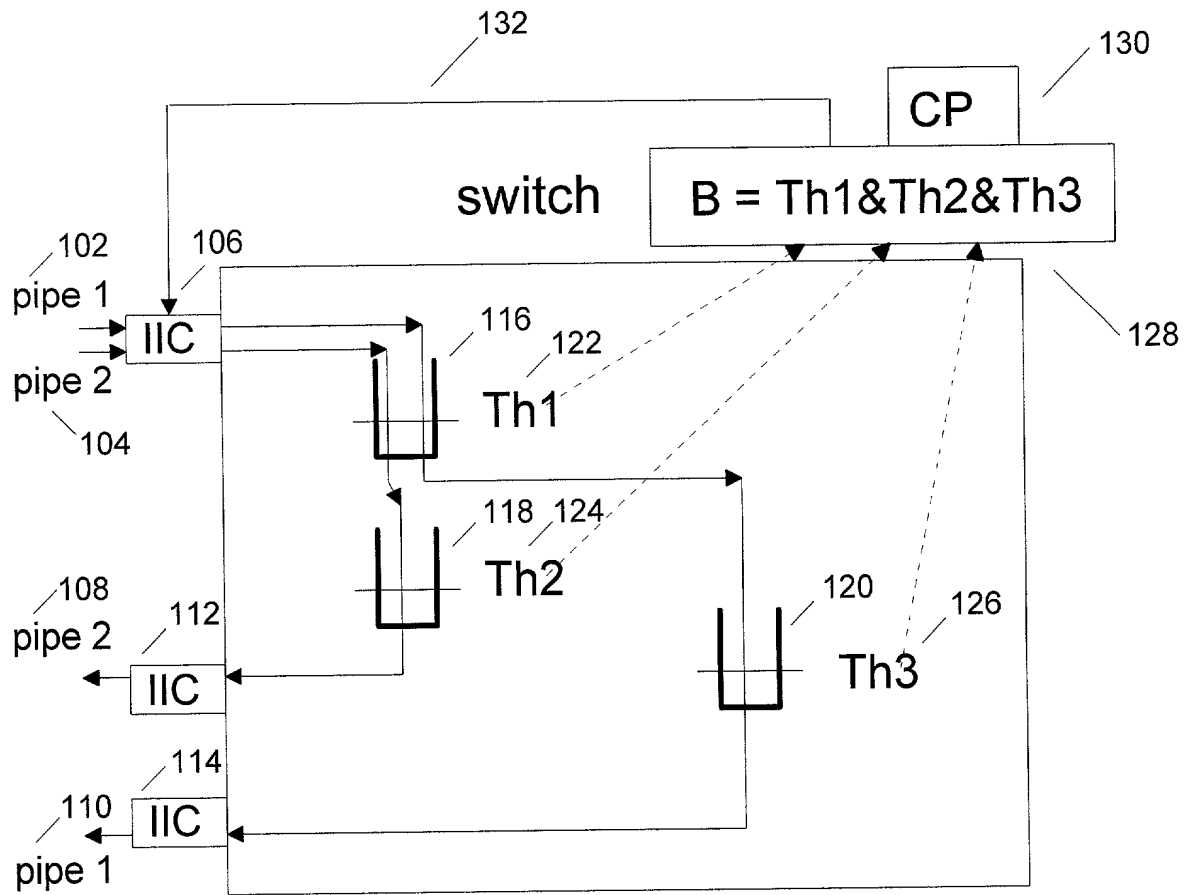 132
130
CP
switch
B = Th1&Th2&Th3
102
106
pipe 1
IIC
116
122
128
pipe 2
Th1
104
118
124
Th2
108
120
112
126
pipe 2
IIC
Th3
114
110
IIC
pipe 1